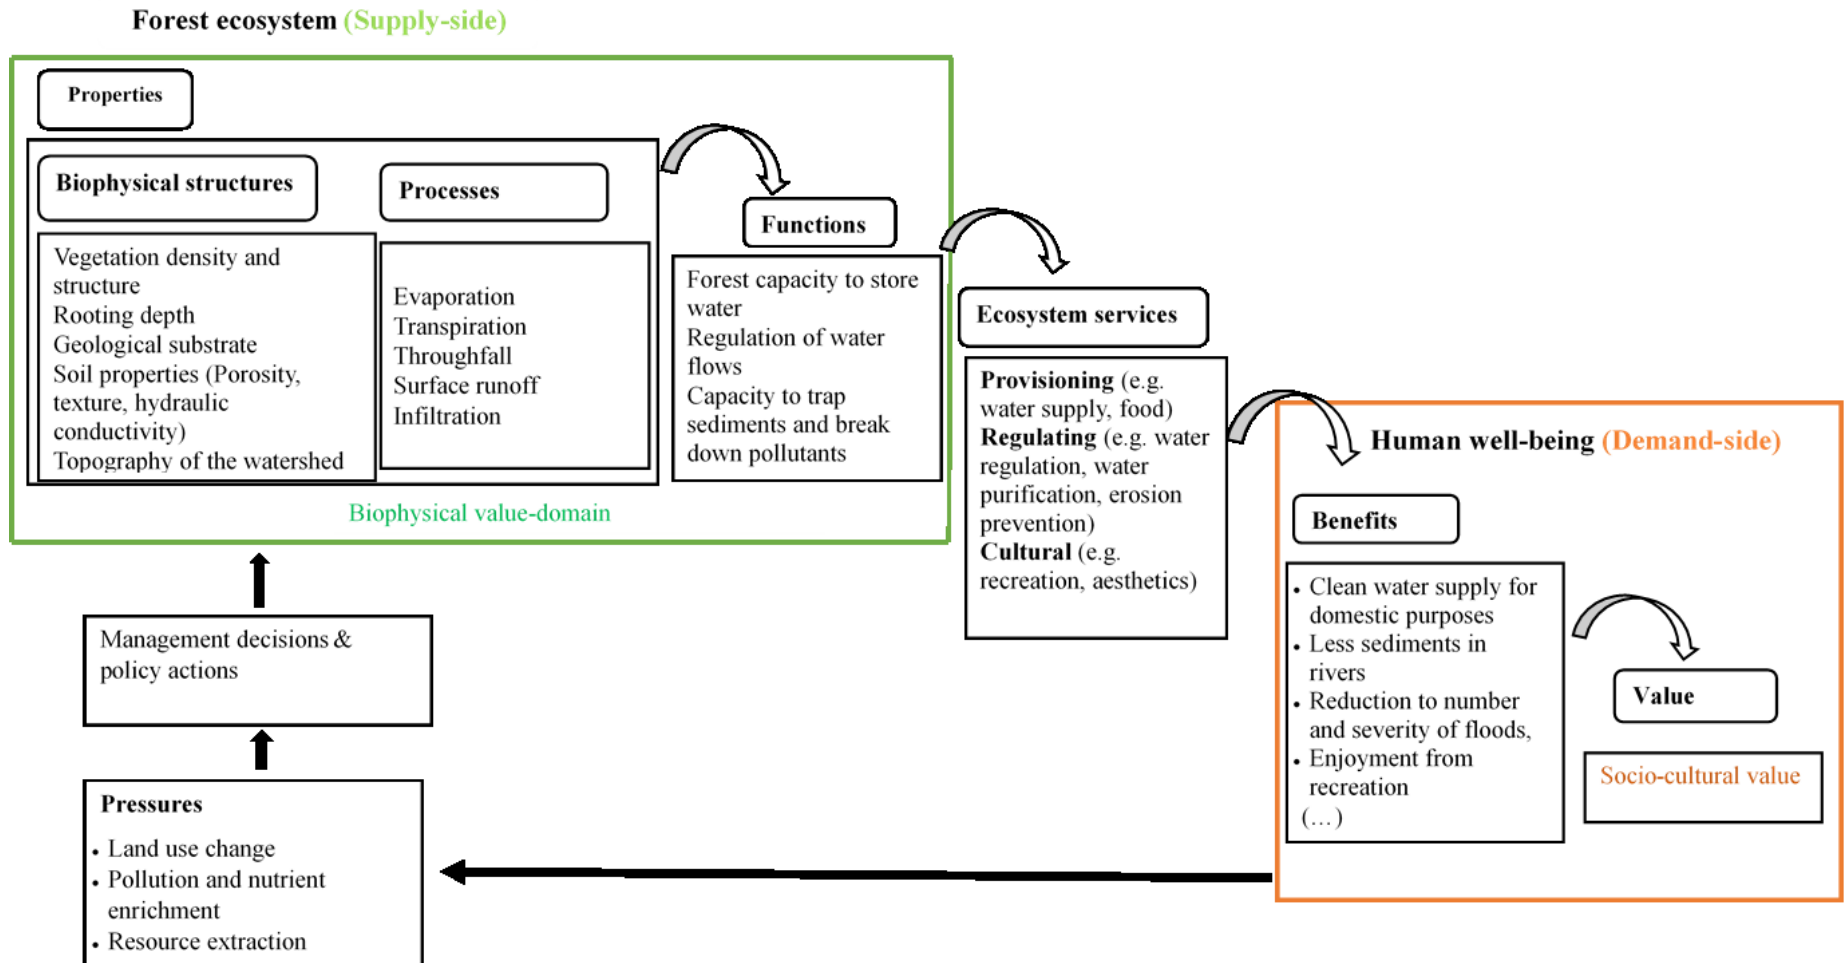 Forest ecosystem (Supply-side)
Properties
Biophysical structures
Vegetation density and
structure
Rooting depth
Geological substrate
Soil properties (Porosity,
texture, hydraulic
conductivity)
Topography of the watershed
Processes
Evaporation
Transpiration
Throughfall
Surface runoff
Infiltration
Biophysical value-domain
Functions
Forest capacity to store
water
Regulation of water
flows
Capacity to trap
sediments and break
down pollutants
Ecosystem services
Provisioning (e.g.
water supply, food)
Regulating (e.g. water
regulation, water
purification, erosion
prevention)
Cultural (e.g.
recreation, aesthetics)
Human well-being (Demand-side)
Benefits
• Clean water supply for
domestic purposes
• Less sediments in
rivers
• Reduction to number
and severity of floods,
• Enjoyment from
recreation
(…)
Value
Socio-cultural value
Management decisions &
policy actions
Pressures
• Land use change
• Pollution and nutrient
enrichment
• Resource extraction